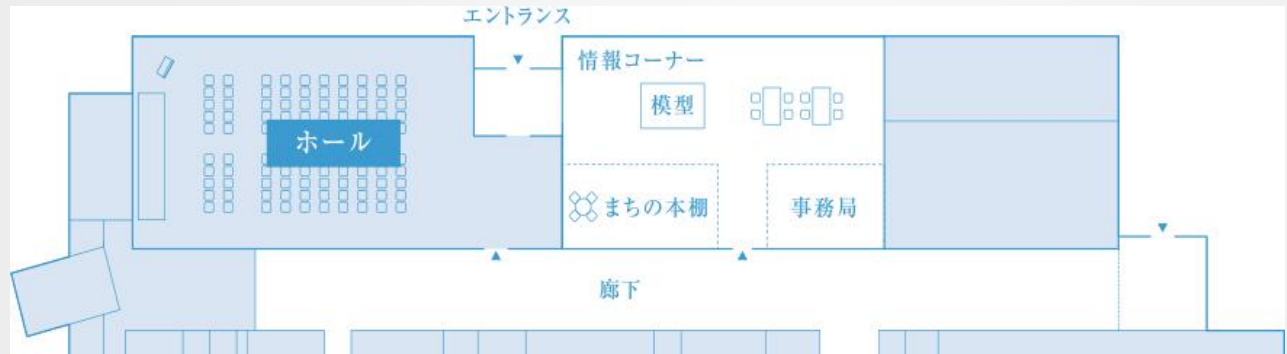 エントランス
情報コーナー
模型
ホール
まちの本棚
事務局
廊下